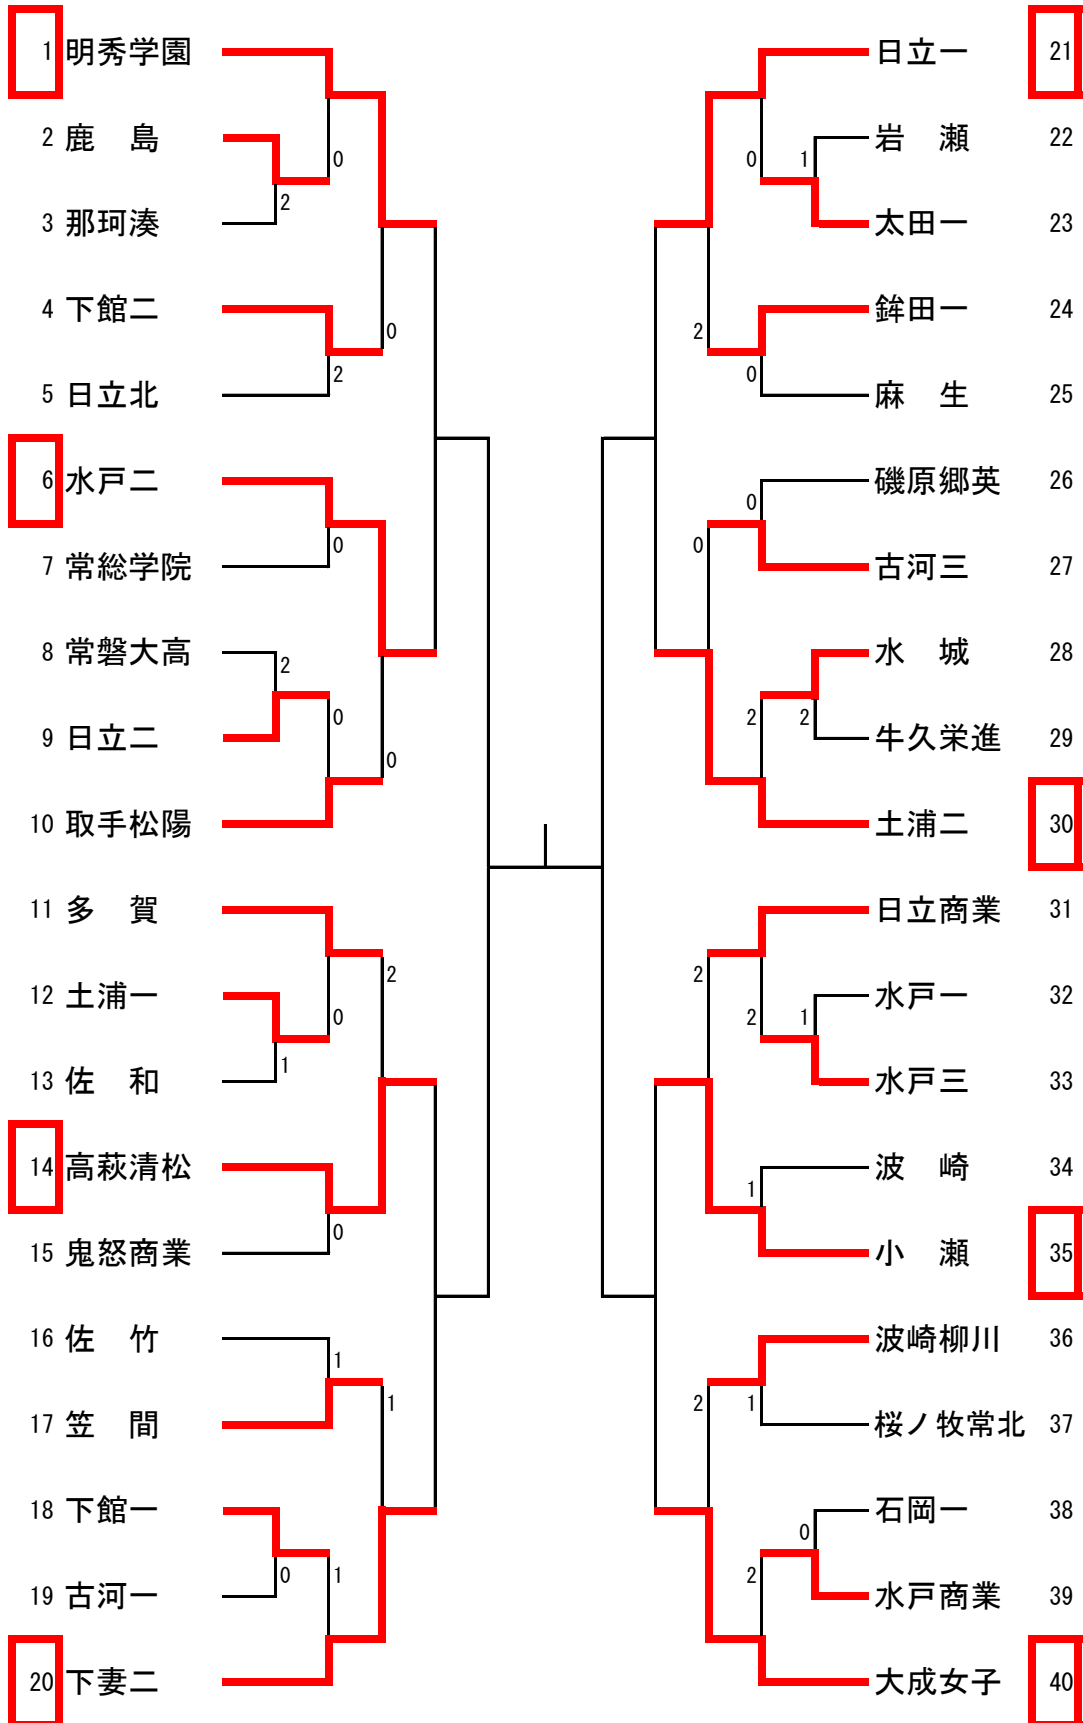 1 明秀学園
2 鹿　島
0
2
3 那珂湊
4 下館二
0
2
5 日立北
6 水戸二
0
7 常総学院
8 常磐大高
2
0
9 日立二
0
10 取手松陽
11 多　賀
2
12 土浦一
0
1
13 佐　和
14 高萩清松
0
15 鬼怒商業
16 佐　竹
1
1
17 笠　間
18 下館一
0
1
19 古河一
20 下妻二
日立一 21
岩　瀬 22
0
1
太田一 23
鉾田一 24
2
0
麻　生 25
磯原郷英 26
0
0
古河三 27
水　城 28
2
2
牛久栄進 29
土浦二 30
日立商業 31
2
水戸一 32
2
1
水戸三 33
波　崎 34
1
小　瀬 35
波崎柳川 36
2
1
桜ノ牧常北 37
石岡一 38
0
2
水戸商業 39
大成女子 40